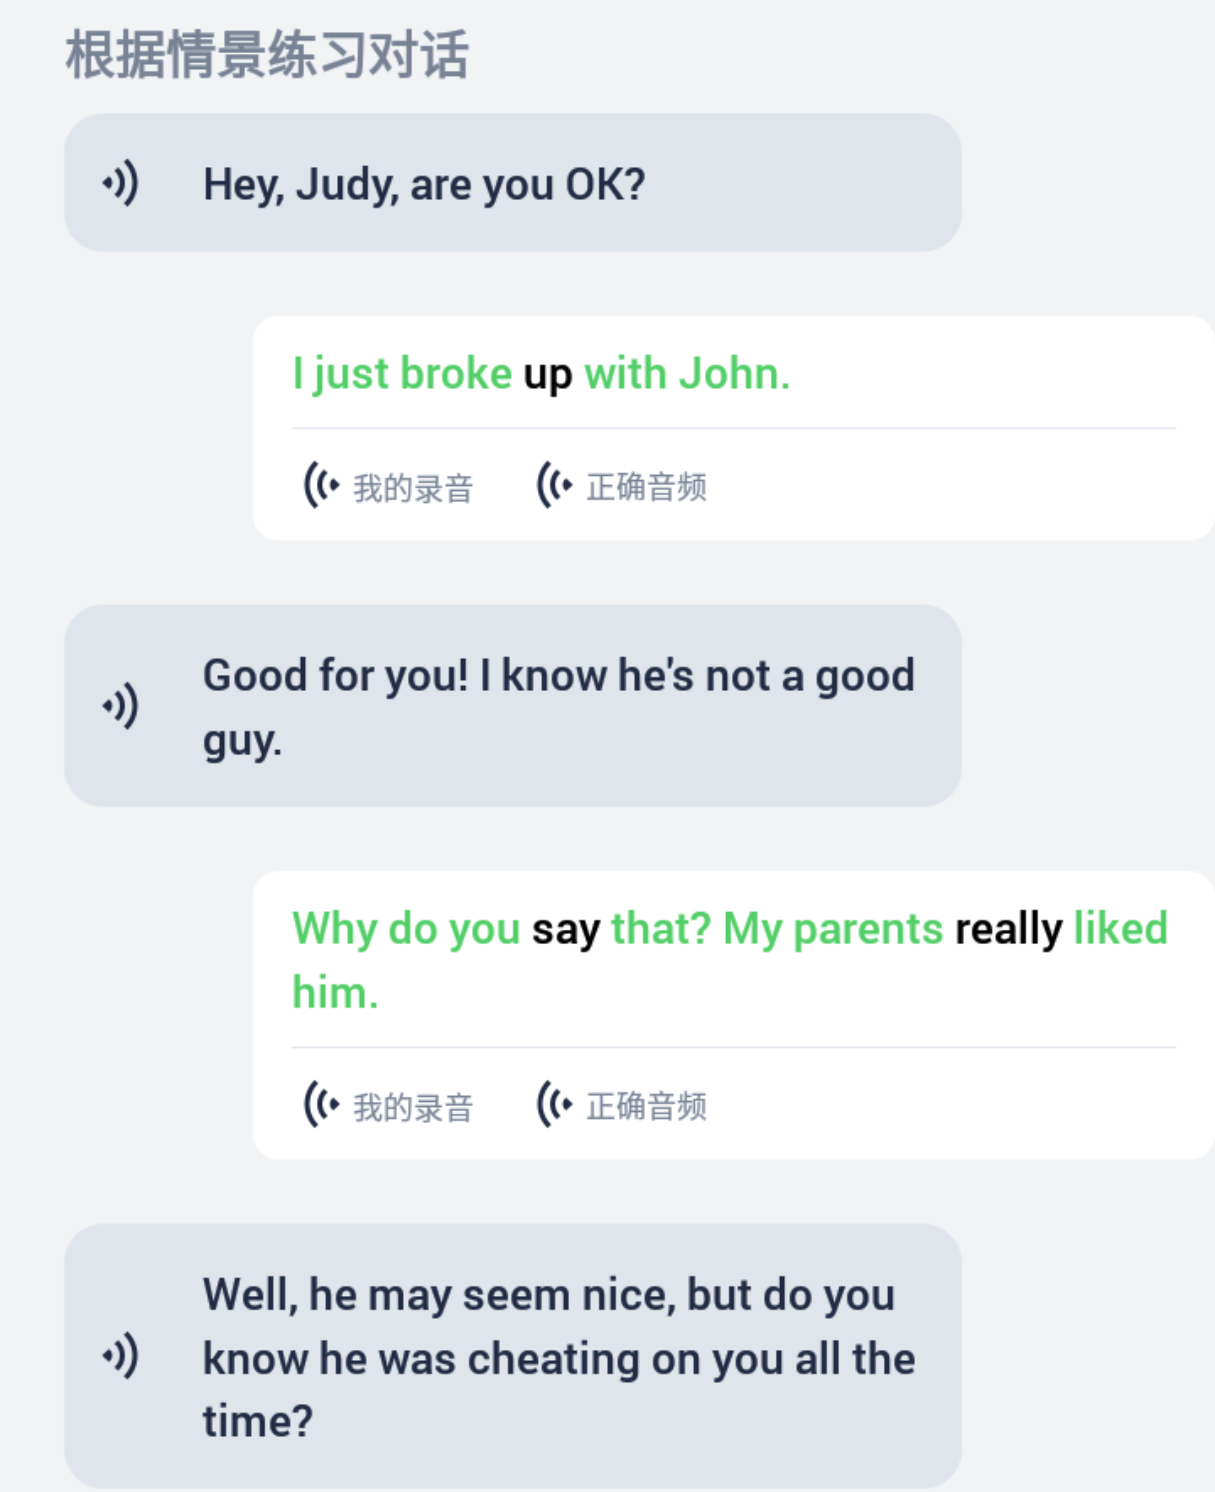 根据情景练习对话
Hey, Judy, are you OK?
I just broke up with John.
我的录音 正确音频
Good for you! I know he's not a good
guy.
Why do you say that? My parents really liked
him.
我的录音 正确音频
Well, he may seem nice, but do you
know he was cheating on you all the
time?